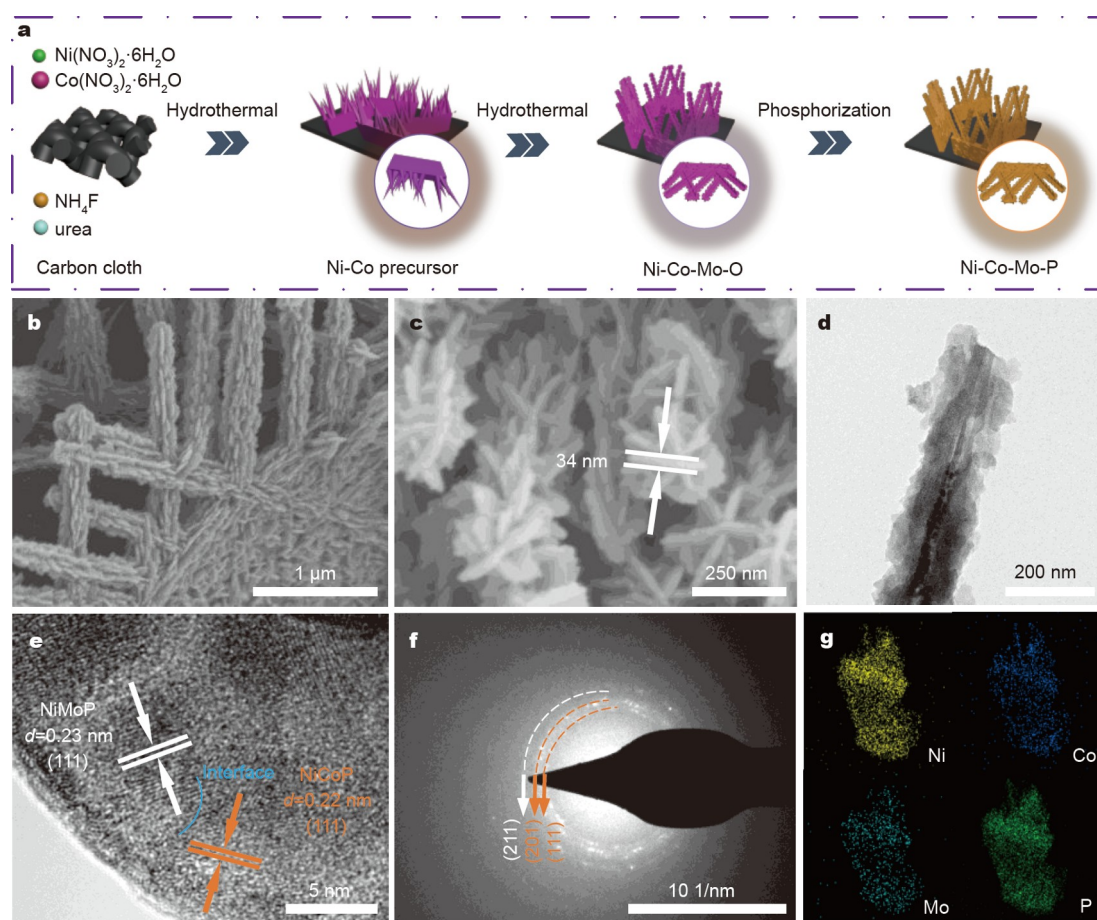 a
Ni(NO₃)₂·6H₂O
Co(NO₃)₂·6H₂O
Hydrothermal
Hydrothermal
Phosphorization
NH₄F
urea
Carbon cloth
Ni-Co precursor
Ni-Co-Mo-O
Ni-Co-Mo-P
b
1 μm
c
34 nm
250 nm
d
200 nm
e
NiMoP
d=0.23 nm
(111)
Interface
NiCoP
d=0.22 nm
(111)
5 nm
f
(211)
(201)
(111)
10 1/nm
g
Ni
Co
Mo
P